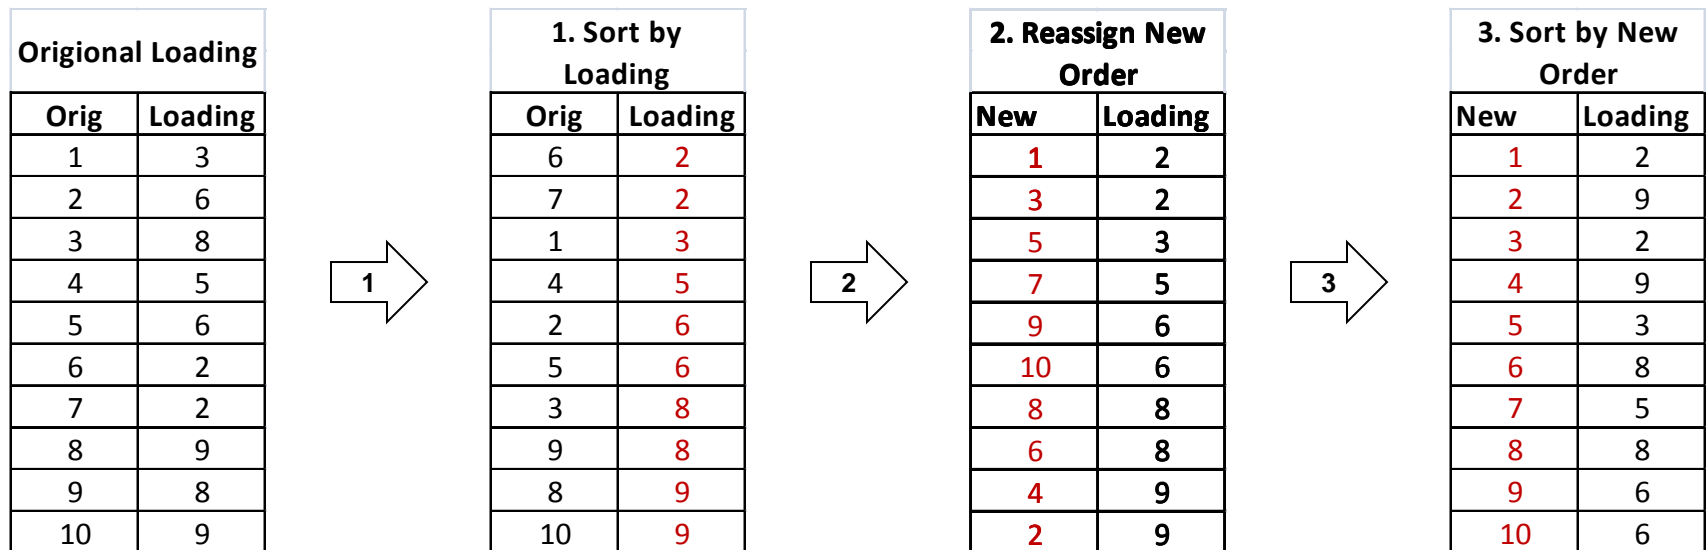 Origional Loading
1. Sort by
Loading
2. Reassign New
Order
3. Sort by New
Order
Orig Loading Orig Loading New Loading New Loading
1 3 6 2 1 2 1 2
2 6 7 2 3 2 2 9
3 8 1 3 5 3 3 2
4 5 4 5 7 5 4 9
1 2 3
5 6 2 6 9 6 5 3
6 2 5 6 10 6 6 8
7 2 3 8 8 8 7 5
8 9 9 8 6 8 8 8
9 8 8 9 4 9 9 6
10 9 10 9 2 9 10 6